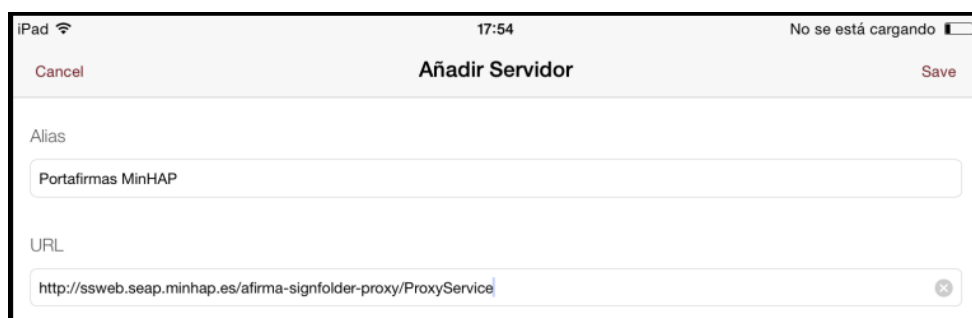 iPad 17:54 No se está cargando
Cancel Añadir Servidor Save
Alias
Portafirmas MinHAP
URL
http://ssweb.seap.minhap.es/afirma-signfolder-proxy/ProxyService